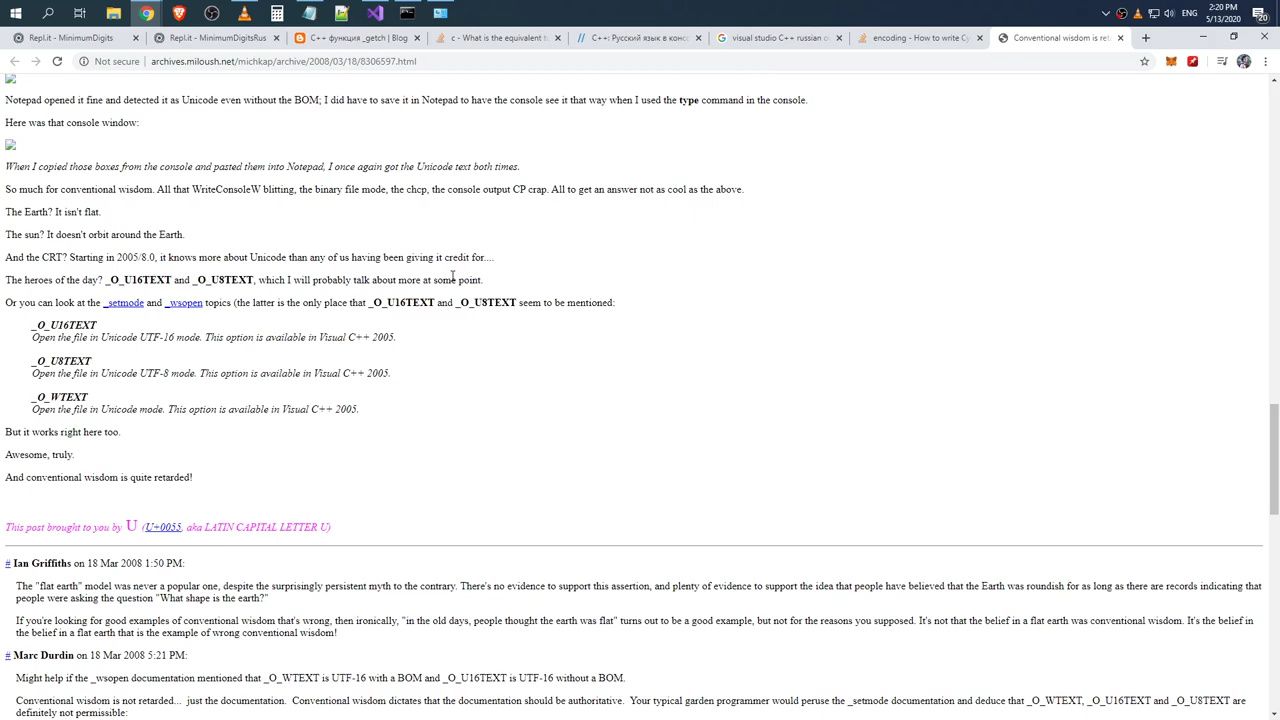 2:20 PM
ENG
5/13/2020
20
Repl.it - MinimumDigits
Repl.it - MinimumDigitsRus
C++ функция _getch | Blog
c - What is the equivalent t
C++: Русский язык в конс
visual studio C++ russian o
encoding - How to write Cy
Conventional wisdom is ret
Not secure | archives.miloush.net/michkap/archive/2008/03/18/8306597.html
Notepad opened it fine and detected it as Unicode even without the BOM; I did have to save it in Notepad to have the console see it that way when I used the type command in the console.
Here was that console window:
When I copied those boxes from the console and pasted them into Notepad, I once again got the Unicode text both times.
So much for conventional wisdom. All that WriteConsoleW blitting, the binary file mode, the chcp, the console output CP crap. All to get an answer not as cool as the above.
The Earth? It isn't flat.
The sun? It doesn't orbit around the Earth.
And the CRT? Starting in 2005/8.0, it knows more about Unicode than any of us having been giving it credit for....
The heroes of the day? _O_U16TEXT and _O_U8TEXT, which I will probably talk about more at some point.
Or you can look at the _setmode and _wsopen topics (the latter is the only place that _O_U16TEXT and _O_U8TEXT seem to be mentioned:
_O_U16TEXT
Open the file in Unicode UTF-16 mode. This option is available in Visual C++ 2005.
_O_U8TEXT
Open the file in Unicode UTF-8 mode. This option is available in Visual C++ 2005.
_O_WTEXT
Open the file in Unicode mode. This option is available in Visual C++ 2005.
But it works right here too.
Awesome, truly.
And conventional wisdom is quite retarded!
This post brought to you by U (U+0055, aka LATIN CAPITAL LETTER U)
# Ian Griffiths on 18 Mar 2008 1:50 PM:
The "flat earth" model was never a popular one, despite the surprisingly persistent myth to the contrary. There's no evidence to support this assertion, and plenty of evidence to support the idea that people have believed that the Earth was roundish for as long as there are records indicating that
people were asking the question "What shape is the earth?"
If you're looking for good examples of conventional wisdom that's wrong, then ironically, "in the old days, people thought the earth was flat" turns out to be a good example, but not for the reasons you supposed. It's not that the belief in a flat earth was conventional wisdom. It's the belief in
the belief in a flat earth that is the example of wrong conventional wisdom!
# Marc Durdin on 18 Mar 2008 5:21 PM:
Might help if the _wsopen documentation mentioned that _O_WTEXT is UTF-16 with a BOM and _O_U16TEXT is UTF-16 without a BOM.
Conventional wisdom is not retarded... just the documentation. Conventional wisdom dictates that the documentation should be authoritative. Your typical garden programmer would peruse the _setmode documentation and deduce that _O_WTEXT, _O_U16TEXT and _O_U8TEXT are
definitely not permissible: